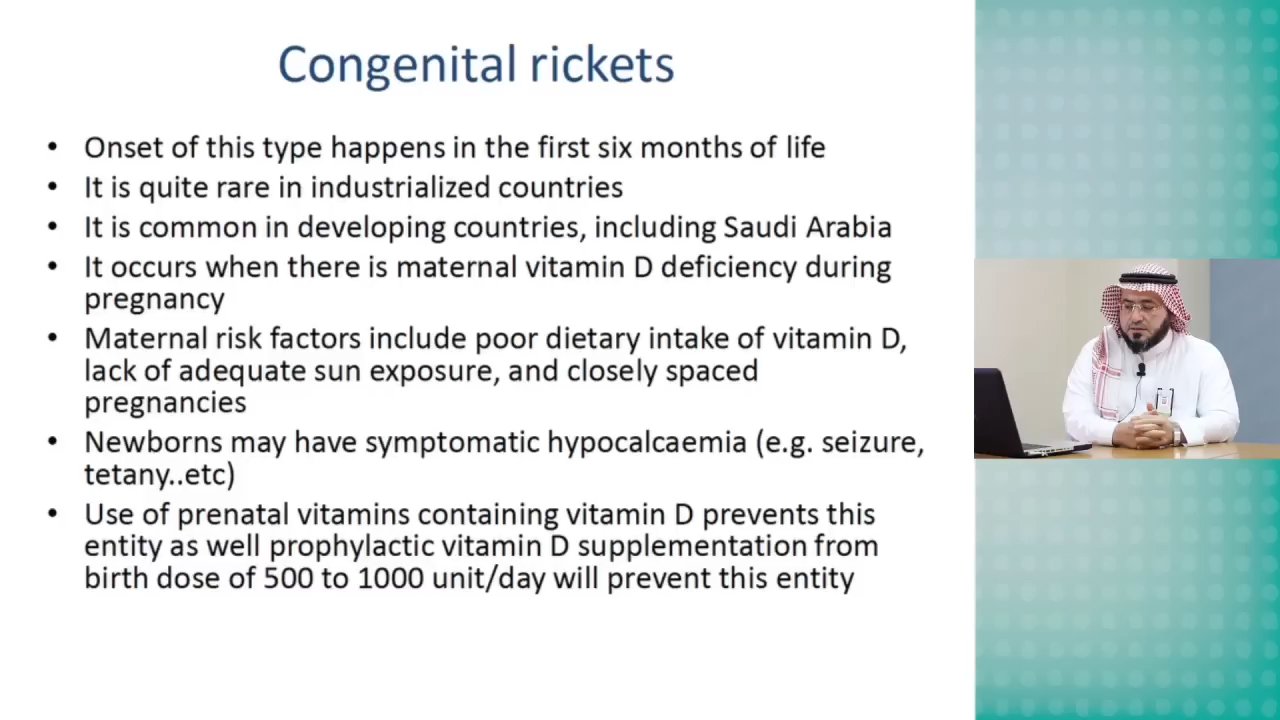 Congenital rickets
• Onset of this type happens in the first six months of life
• It is quite rare in industrialized countries
• It is common in developing countries, including Saudi Arabia
• It occurs when there is maternal vitamin D deficiency during
pregnancy
• Maternal risk factors include poor dietary intake of vitamin D,
lack of adequate sun exposure, and closely spaced
pregnancies
• Newborns may have symptomatic hypocalcaemia (e.g. seizure,
tetany..etc)
• Use of prenatal vitamins containing vitamin D prevents this
entity as well prophylactic vitamin D supplementation from
birth dose of 500 to 1000 unit/day will prevent this entity